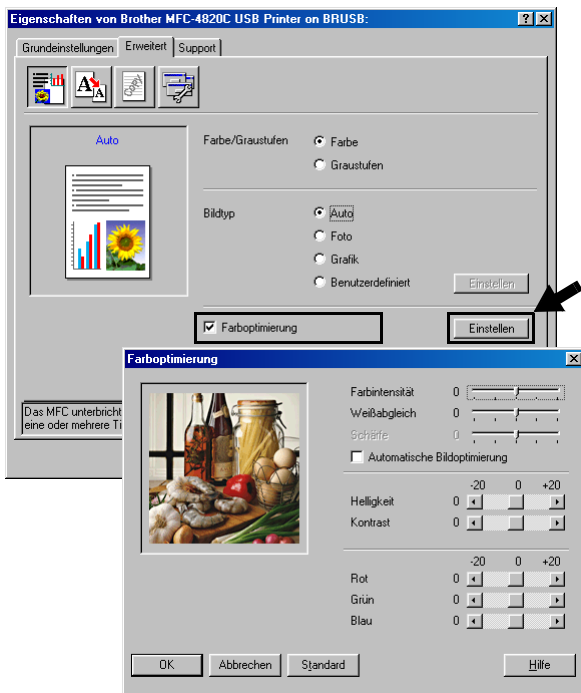 Eigenschaften von Brother MFC-4820C USB Printer on BRUSB:
Grundeinstellungen Erweitert Support
Auto
Farbe/Graustufen Farbe
Graustufen
Bildtyp Auto
Foto
Grafik
Benutzerdefiniert Einstellen
Farboptimierung Einstellen
Das MFC unterbricht
eine oder mehrere Ti
Farboptimierung
Farbintensität 0
Weißabgleich 0
Schärfe 0
Automatische Bildoptimierung
-20 0 +20
Helligkeit 0
Kontrast 0
-20 0 +20
Rot 0
Grün 0
Blau 0
OK Abbrechen Standard Hilfe